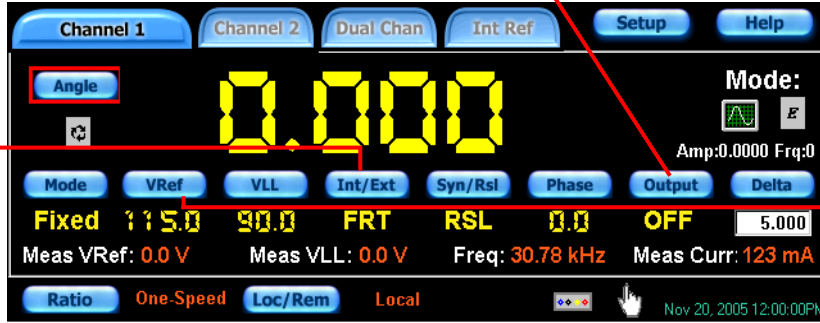 Channel 1 Channel 2 Dual Chan Int Ref Setup Help
Angle 0.000 Mode:
E
Amp:0.0000 Frq:0
Mode VRef VLL Int/Ext Syn/Rsl Phase Output Delta
Fixed 115.0 90.0 FRT RSL 0.0 OFF 5.000
Meas VRef: 0.0 V Meas VLL: 0.0 V Freq: 30.78 kHz Meas Curr: 123 mA
Ratio One-Speed Loc/Rem Local Nov 20, 2005 12:00:00PM